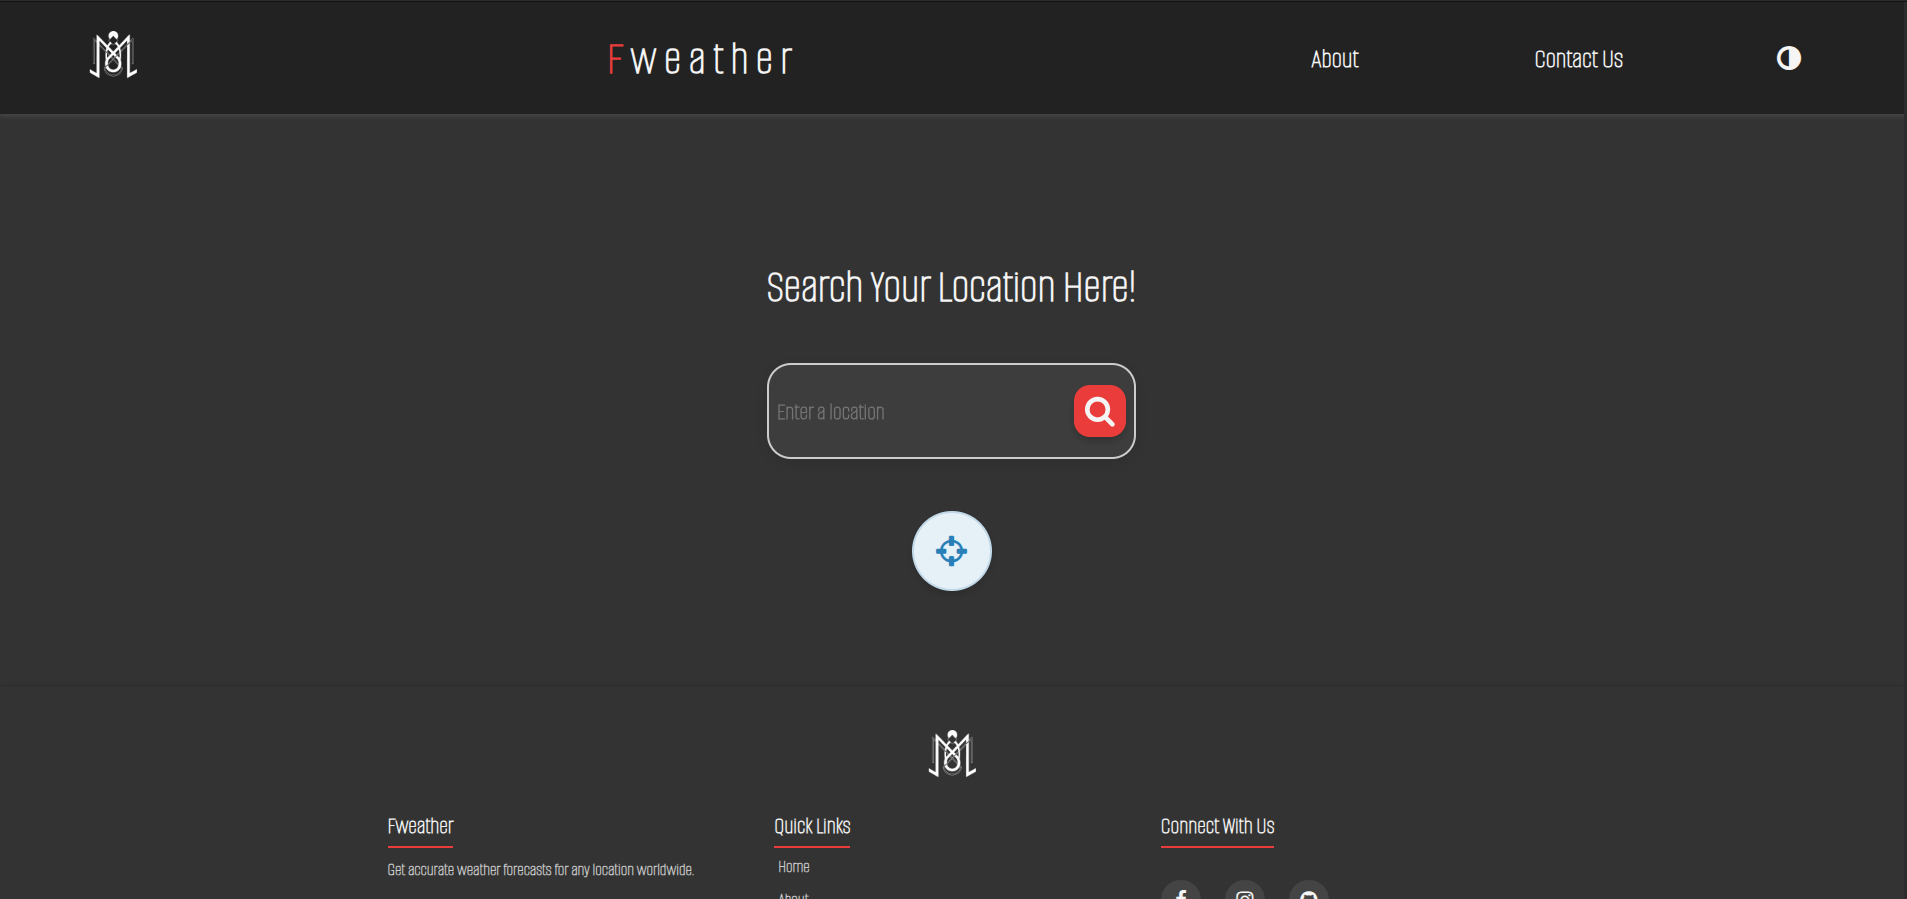 Fweather
About
Contact Us
Search Your Location Here!
Enter a location
Fweather
Get accurate weather forecasts for any location worldwide.
Quick Links
Home
About
Connect With Us